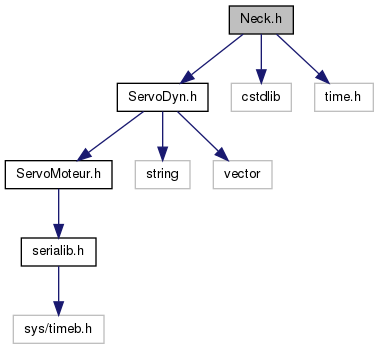 Neck.h
ServoDyn.h
cstdlib
time.h
ServoMoteur.h
string
vector
serialib.h
sys/timeb.h